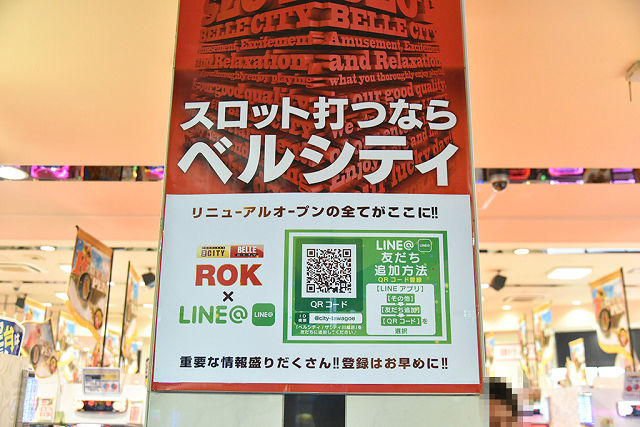 BELLE CITY BELLE CITY
Amusement, Excitement Amusement, Excitement
and Relaxation and Relaxation
what you thoroughly enjoy
スロット打つなら
ベルシティ
リニューアルオープンの全てがここに!!
CITY BELLE
ROK
×
LINE@
QRコード
LINE@
友だち
追加方法
QRコード登録
【LINEアプリ】
【その他】
【友だち追加】
【QRコード】を
選択
重要な情報盛りだくさん!!登録はお早めに!!